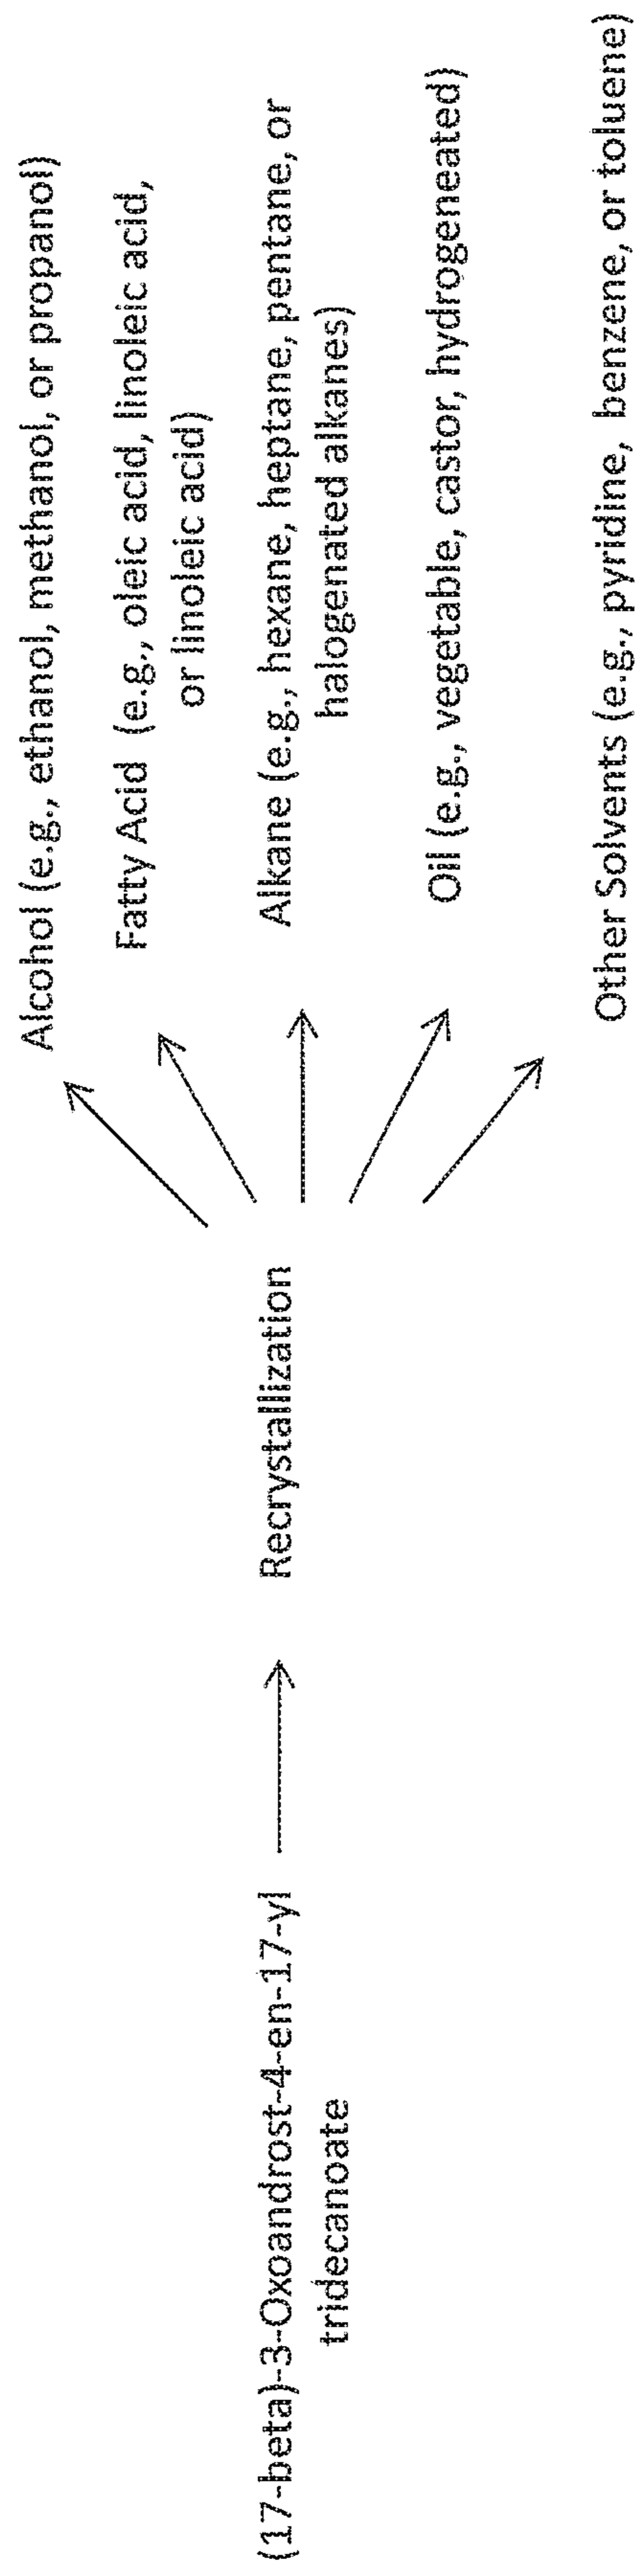 (17-beta)-3-Oxoandrost-4-en-17-yl
tridecanoate
Recrystallization
Alcohol (e.g., ethanol, methanol, or propanol)
Fatty Acid (e.g., oleic acid, linoleic acid,
or linoleic acid)
Alkane (e.g., hexane, heptane, pentane, or
halogenated alkanes)
Oil (e.g., vegetable, castor, hydrogeneated)
Other Solvents (e.g., pyridine, benzene, or toluene)